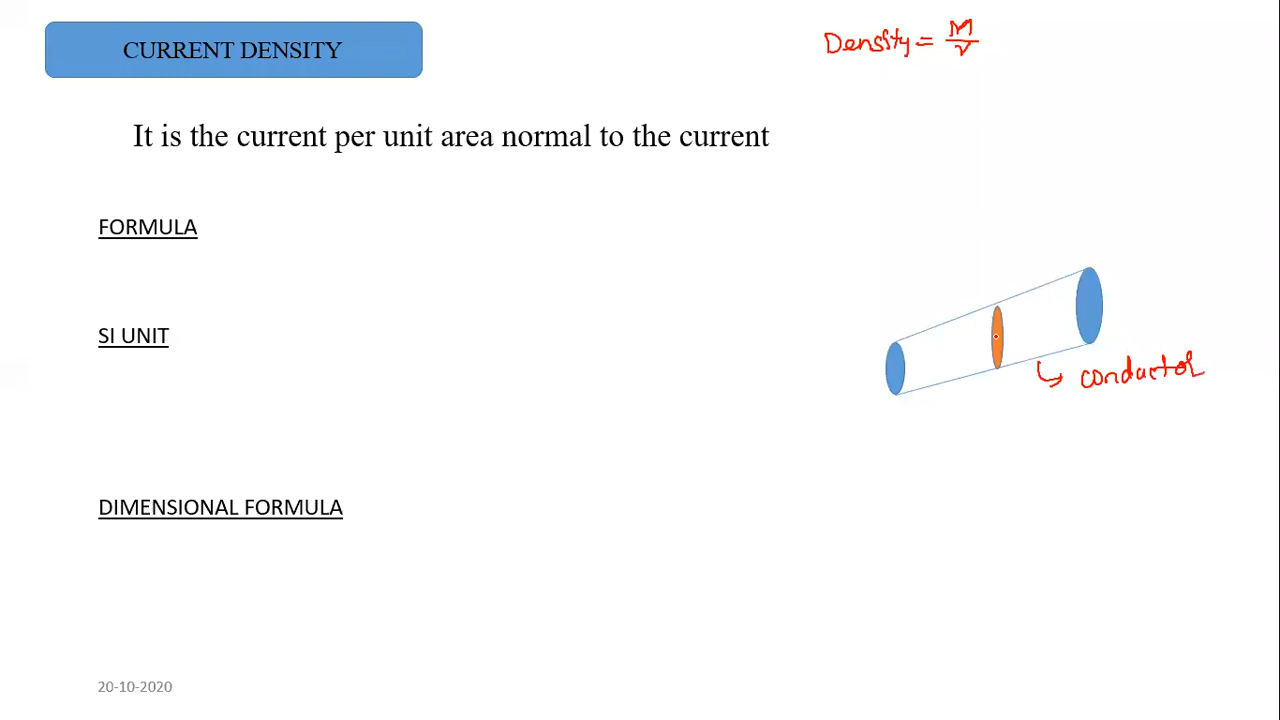 CURRENT DENSITY
Density = M/V
It is the current per unit area normal to the current
FORMULA
SI UNIT
conductor
DIMENSIONAL FORMULA
20-10-2020